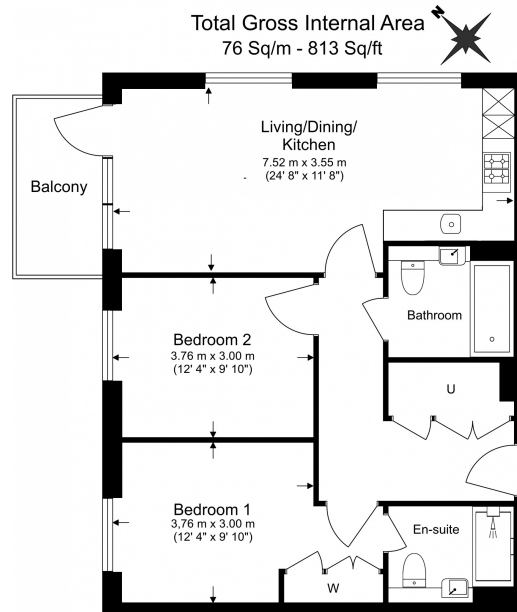 Total Gross Internal Area
76 Sq/m - 813 Sq/ft
N
Living/Dining/
Kitchen
7.52 m x 3.55 m
(24' 8" x 11' 8")
Balcony
Bathroom
Bedroom 2
3.76 m x 3.00 m
(12' 4" x 9' 10")
U
Bedroom 1
3,76 m x 3.00 m
(12' 4" x 9' 10")
En-suite
W